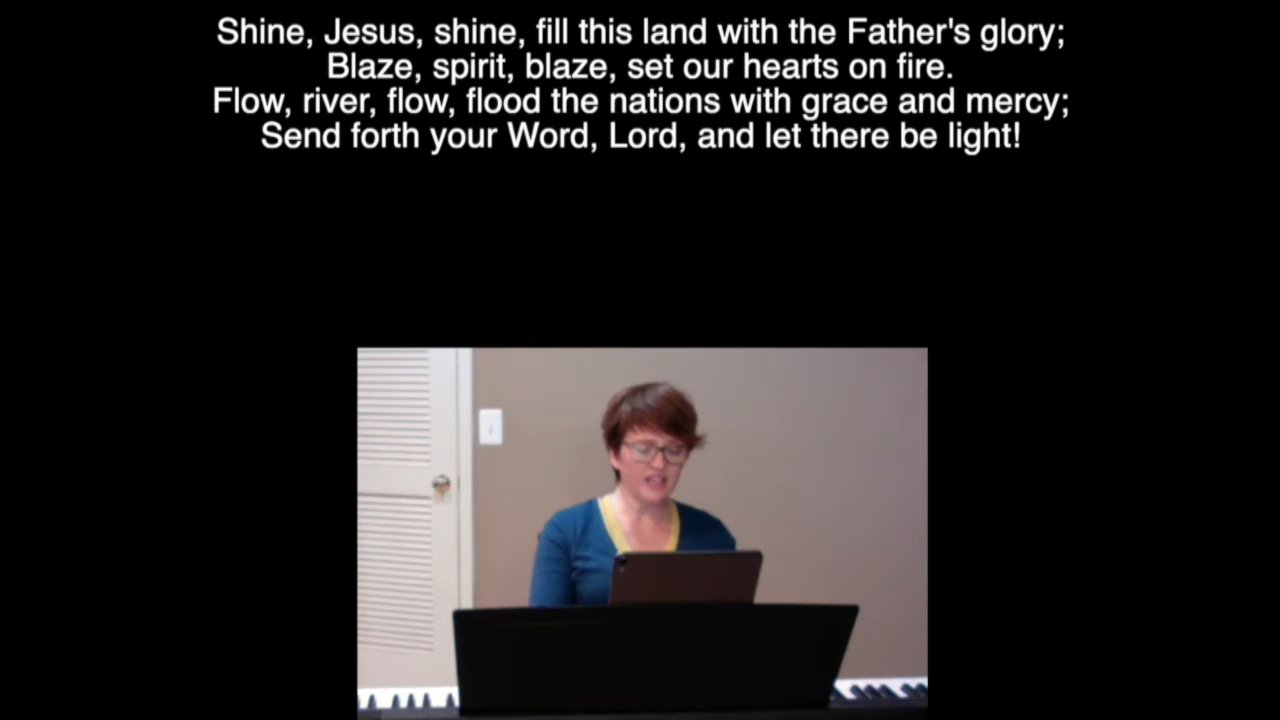 Shine, Jesus, shine, fill this land with the Father's glory;
Blaze, spirit, blaze, set our hearts on fire.
Flow, river, flow, flood the nations with grace and mercy;
Send forth your Word, Lord, and let there be light!